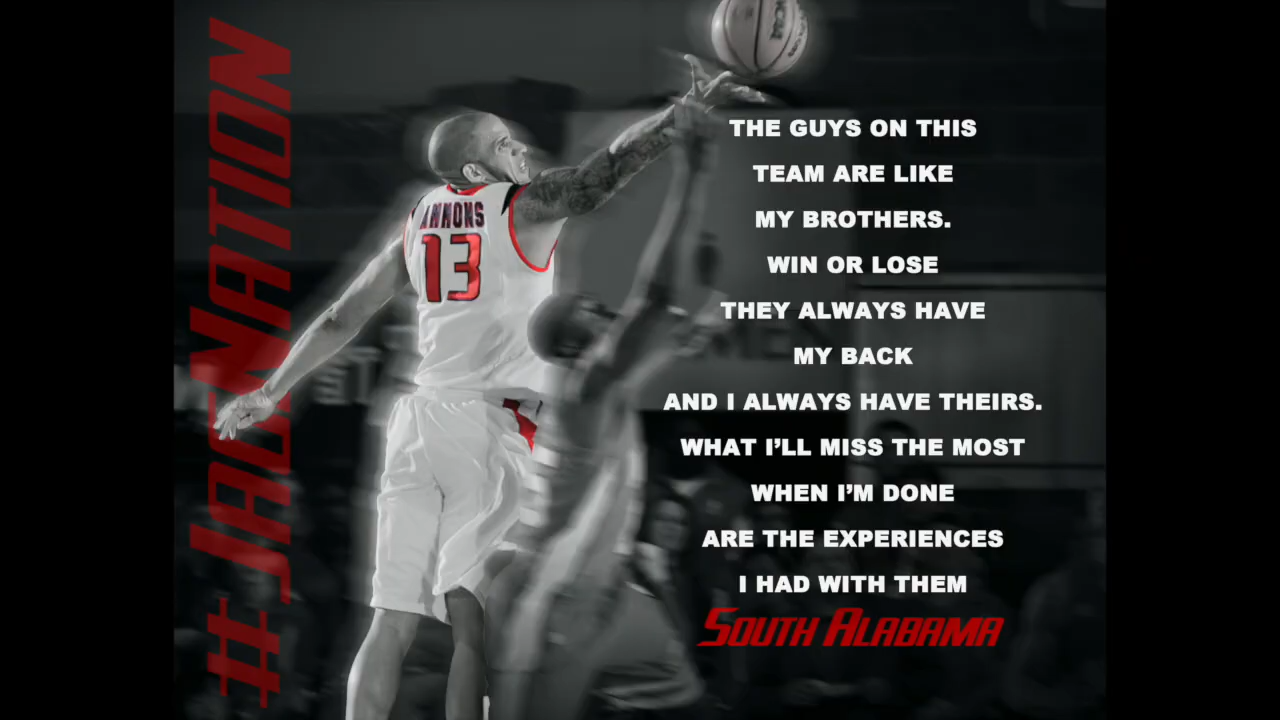 #JAGNATION
AMMONS
13
THE GUYS ON THIS
TEAM ARE LIKE
MY BROTHERS.
WIN OR LOSE
THEY ALWAYS HAVE
MY BACK
AND I ALWAYS HAVE THEIRS.
WHAT I'LL MISS THE MOST
WHEN I'M DONE
ARE THE EXPERIENCES
I HAD WITH THEM
SOUTH ALABAMA